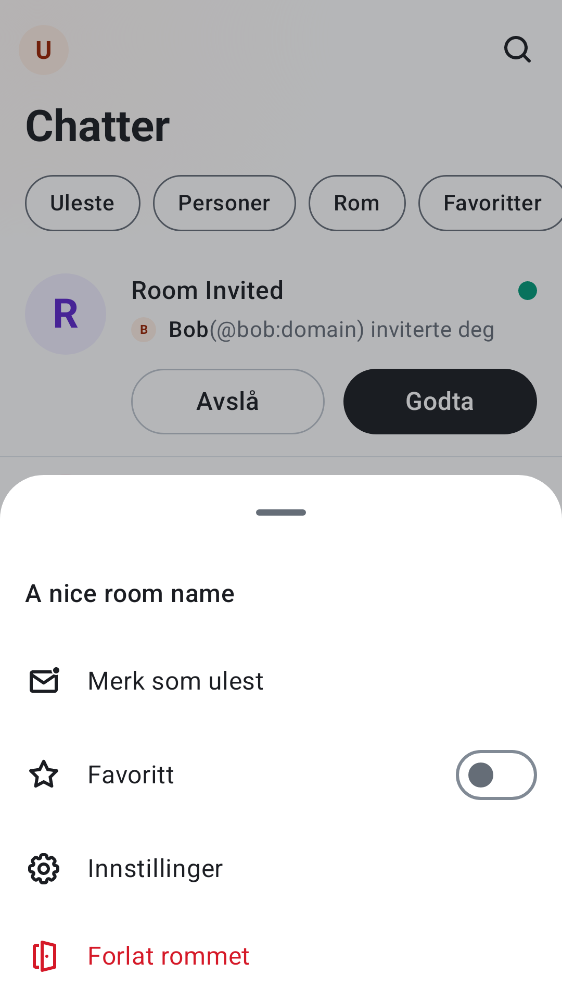 U
Chatter
Uleste Personer Rom Favoritter
R
Room Invited
B Bob(@bob:domain) inviterte deg
Avslå Godta
A nice room name
Merk som ulest
Favoritt
Innstillinger
Forlat rommet